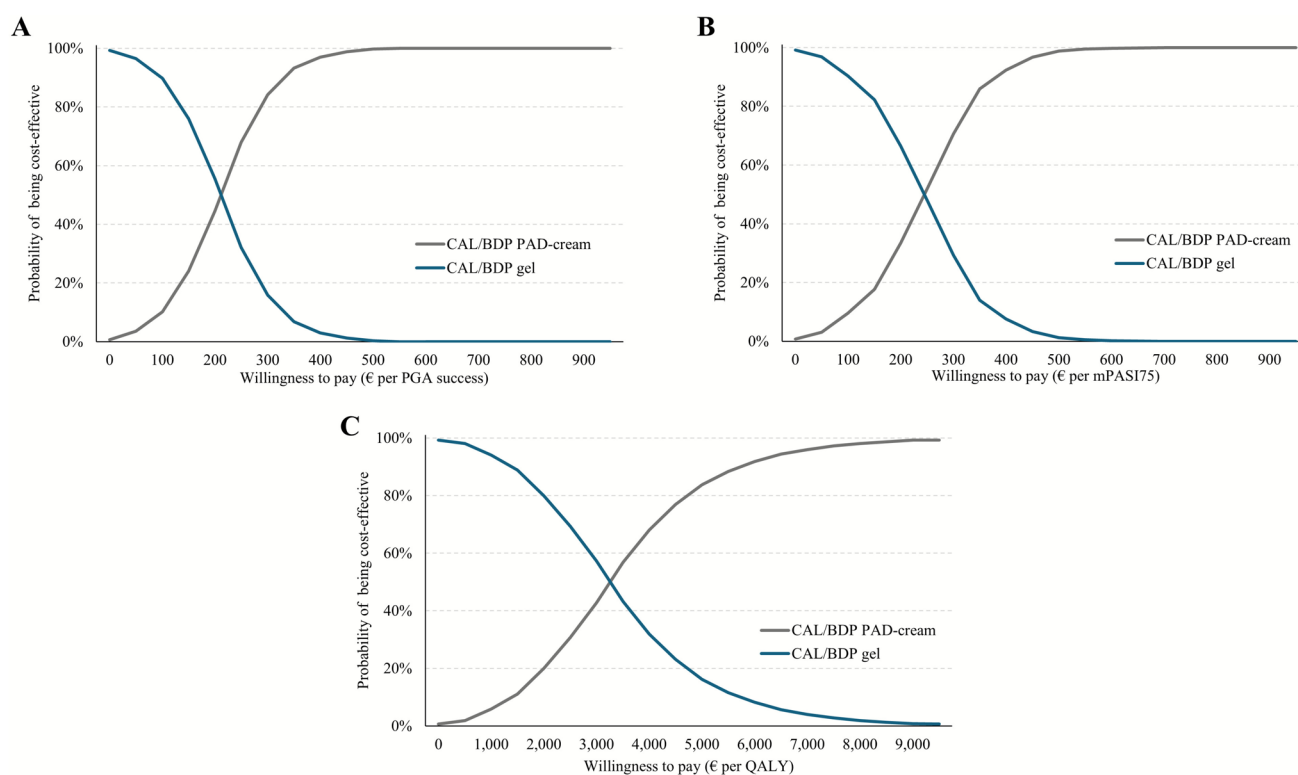 A
100%
80%
60%
40%
20%
0%
Probability of being cost-effective
CAL/BDP PAD-cream
CAL/BDP gel
0 100 200 300 400 500 600 700 800 900
Willingness to pay (€ per PGA success)
B
100%
80%
60%
40%
20%
0%
Probability of being cost-effective
CAL/BDP PAD-cream
CAL/BDP gel
0 100 200 300 400 500 600 700 800 900
Willingness to pay (€ per mPASI75)
C
100%
80%
60%
40%
20%
0%
Probability of being cost-effective
CAL/BDP PAD-cream
CAL/BDP gel
0 1,000 2,000 3,000 4,000 5,000 6,000 7,000 8,000 9,000
Willingness to pay (€ per QALY)